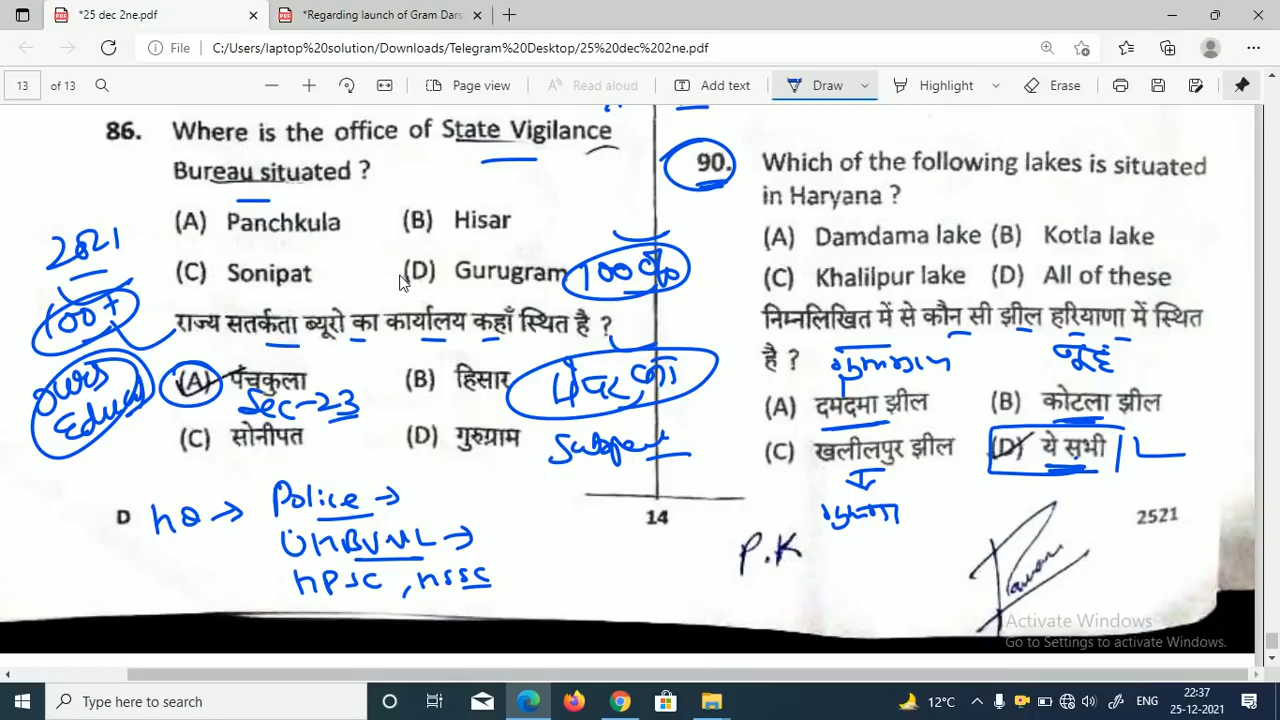 *25 dec 2ne.pdf
*Regarding launch of Gram Dars
File
C:/Users/laptop%20solution/Downloads/Telegram%20Desktop/25%20dec%202ne.pdf
13 of 13
Page view
Read aloud
Add text
Draw
Highlight
Erase
86. Where is the office of State Vigilance
Bureau situated ?
(A) Panchkula (B) Hisar
(C) Sonipat (D) Gurugram
100%
2021
100+
राज्य सतर्कता ब्यूरो का कार्यालय कहाँ स्थित है ?
(A) पंचकुला (B) हिसार
Sec-23
(C) सोनीपत (D) गुरुग्राम
D
HQ → Police →
UHBVNL →
HPSC, HSSC
90. Which of the following lakes is situated
in Haryana ?
(A) Damdama lake (B) Kotla lake
(C) Khalilpur lake (D) All of these
निम्नलिखित में से कौन सी झील हरियाणा में स्थित
है ?
(A) दमदमा झील (B) कोटला झील
(C) खलीलपुर झील (D) ये सभी
14
2521
P.K
Activate Windows
Go to Settings to activate Windows.
Type here to search
12°C
ENG
22:37
25-12-2021